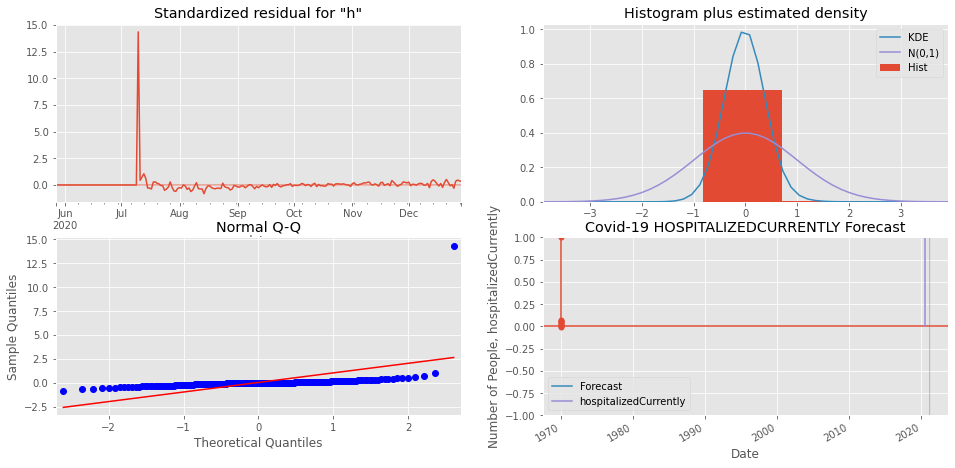 Standardized residual for "h"
15.0
12.5
10.0
7.5
5.0
2.5
0.0
Jun Jul Aug Sep Oct Nov Dec
2020
Histogram plus estimated density
1.0
0.8
0.6
0.4
0.2
0.0
KDE
N(0,1)
Hist
−3 −2 −1 0 1 2 3
Normal Q-Q
Sample Quantiles
15.0
12.5
10.0
7.5
5.0
2.5
0.0
−2.5
−2 −1 0 1 2
Theoretical Quantiles
Covid-19 HOSPITALIZEDCURRENTLY Forecast
Number of People, hospitalizedCurrently
1.00
0.75
0.50
0.25
0.00
−0.25
−0.50
−0.75
−1.00
Forecast
hospitalizedCurrently
1970 1980 1990 2000 2010 2020
Date